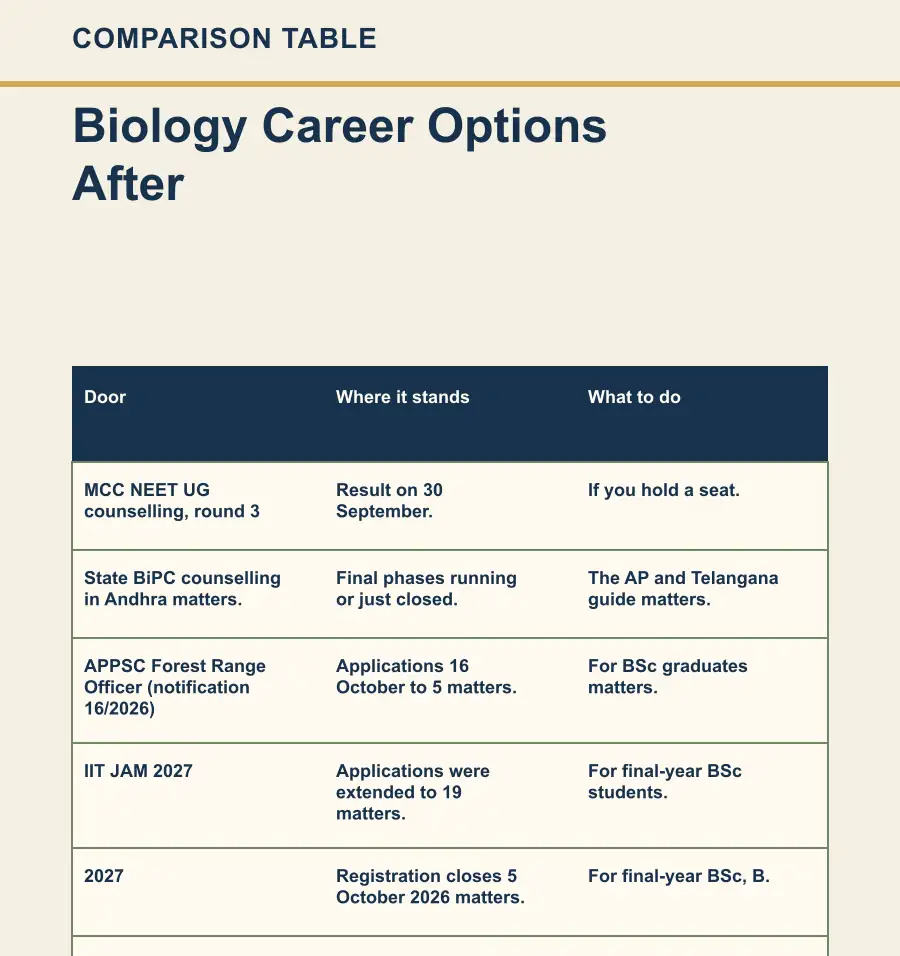 COMPARISON TABLE
Biology Career Options
After
Door
Where it stands
What to do
MCC NEET UG
counselling, round 3
Result on 30
September.
If you hold a seat.
State BiPC counselling
in Andhra matters.
Final phases running
or just closed.
The AP and Telangana
guide matters.
APPSC Forest Range
Officer (notification
16/2026)
Applications 16
October to 5 matters.
For BSc graduates
matters.
IIT JAM 2027
Applications were
extended to 19
matters.
For final-year BSc
students.
2027
Registration closes 5
October 2026 matters.
For final-year BSc, B.